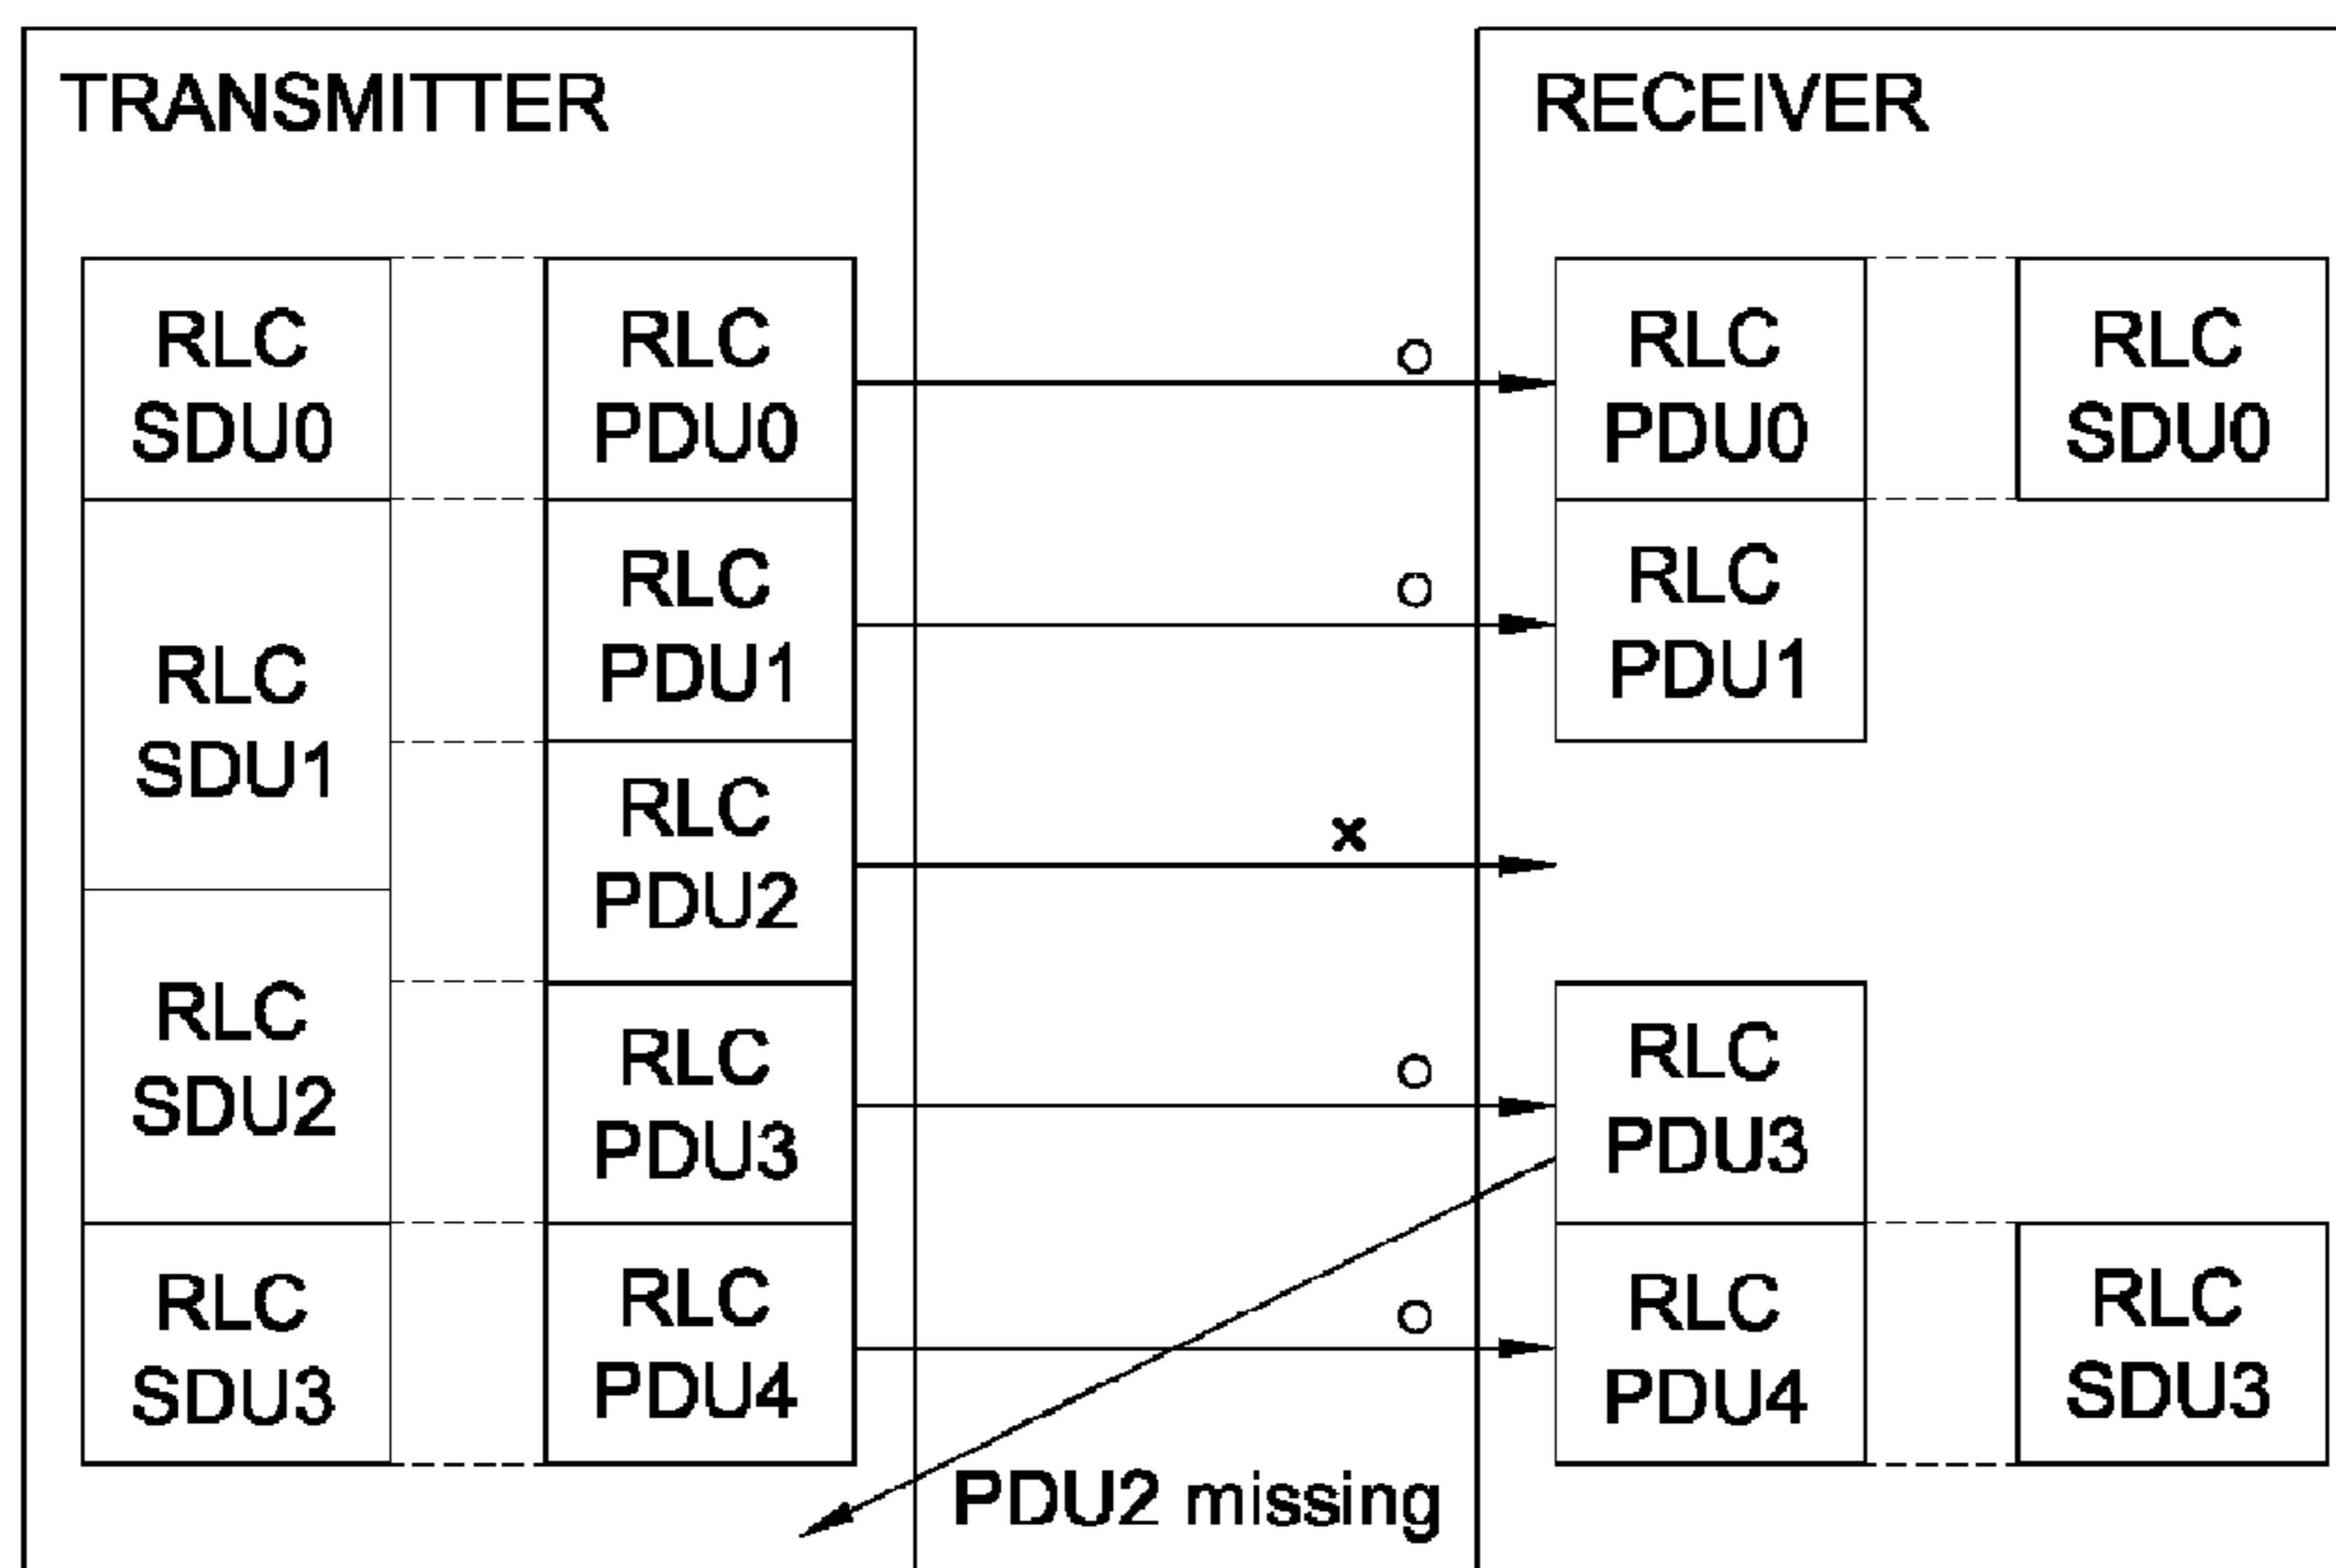 TRANSMITTER
RECEIVER
RLC
SDU0
RLC
PDU0
RLC
PDU0
RLC
SDU0
RLC
SDU1
RLC
PDU1
RLC
PDU1
RLC
PDU2
RLC
SDU2
RLC
PDU3
RLC
PDU3
RLC
SDU3
RLC
PDU4
RLC
PDU4
RLC
SDU3
PDU2 missing